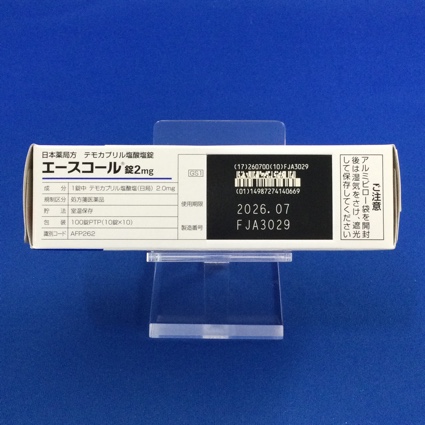 日本薬局方 テモカプリル塩酸塩錠
エースコール®錠2mg
成分 1錠中 テモカプリル塩酸塩(日局) 2.0mg
規制区分 処方箋医薬品
貯法 室温保存
包装 100錠PTP(10錠×10)
識別コード AFP262
GS1
使用期限
製造番号
(17)260700(10)FJA3029
(01)14987274140669
2026.07
FJA3029
ご注意
アルミピロー袋を開封
後は湿気をさけ、遮光
して保存してください